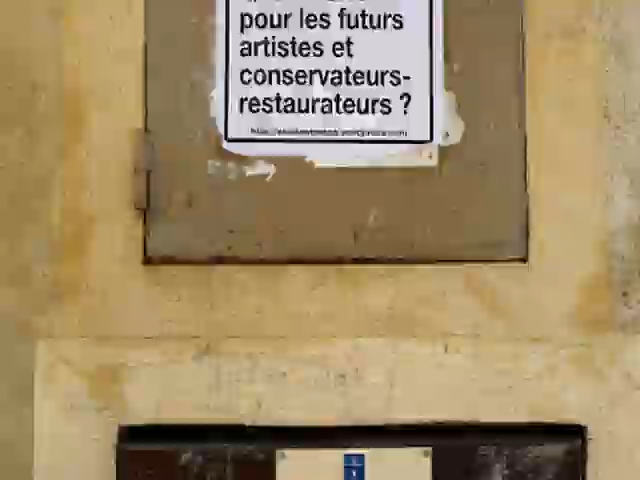 pour les futurs
artistes et
conservateurs-
restaurateurs ?